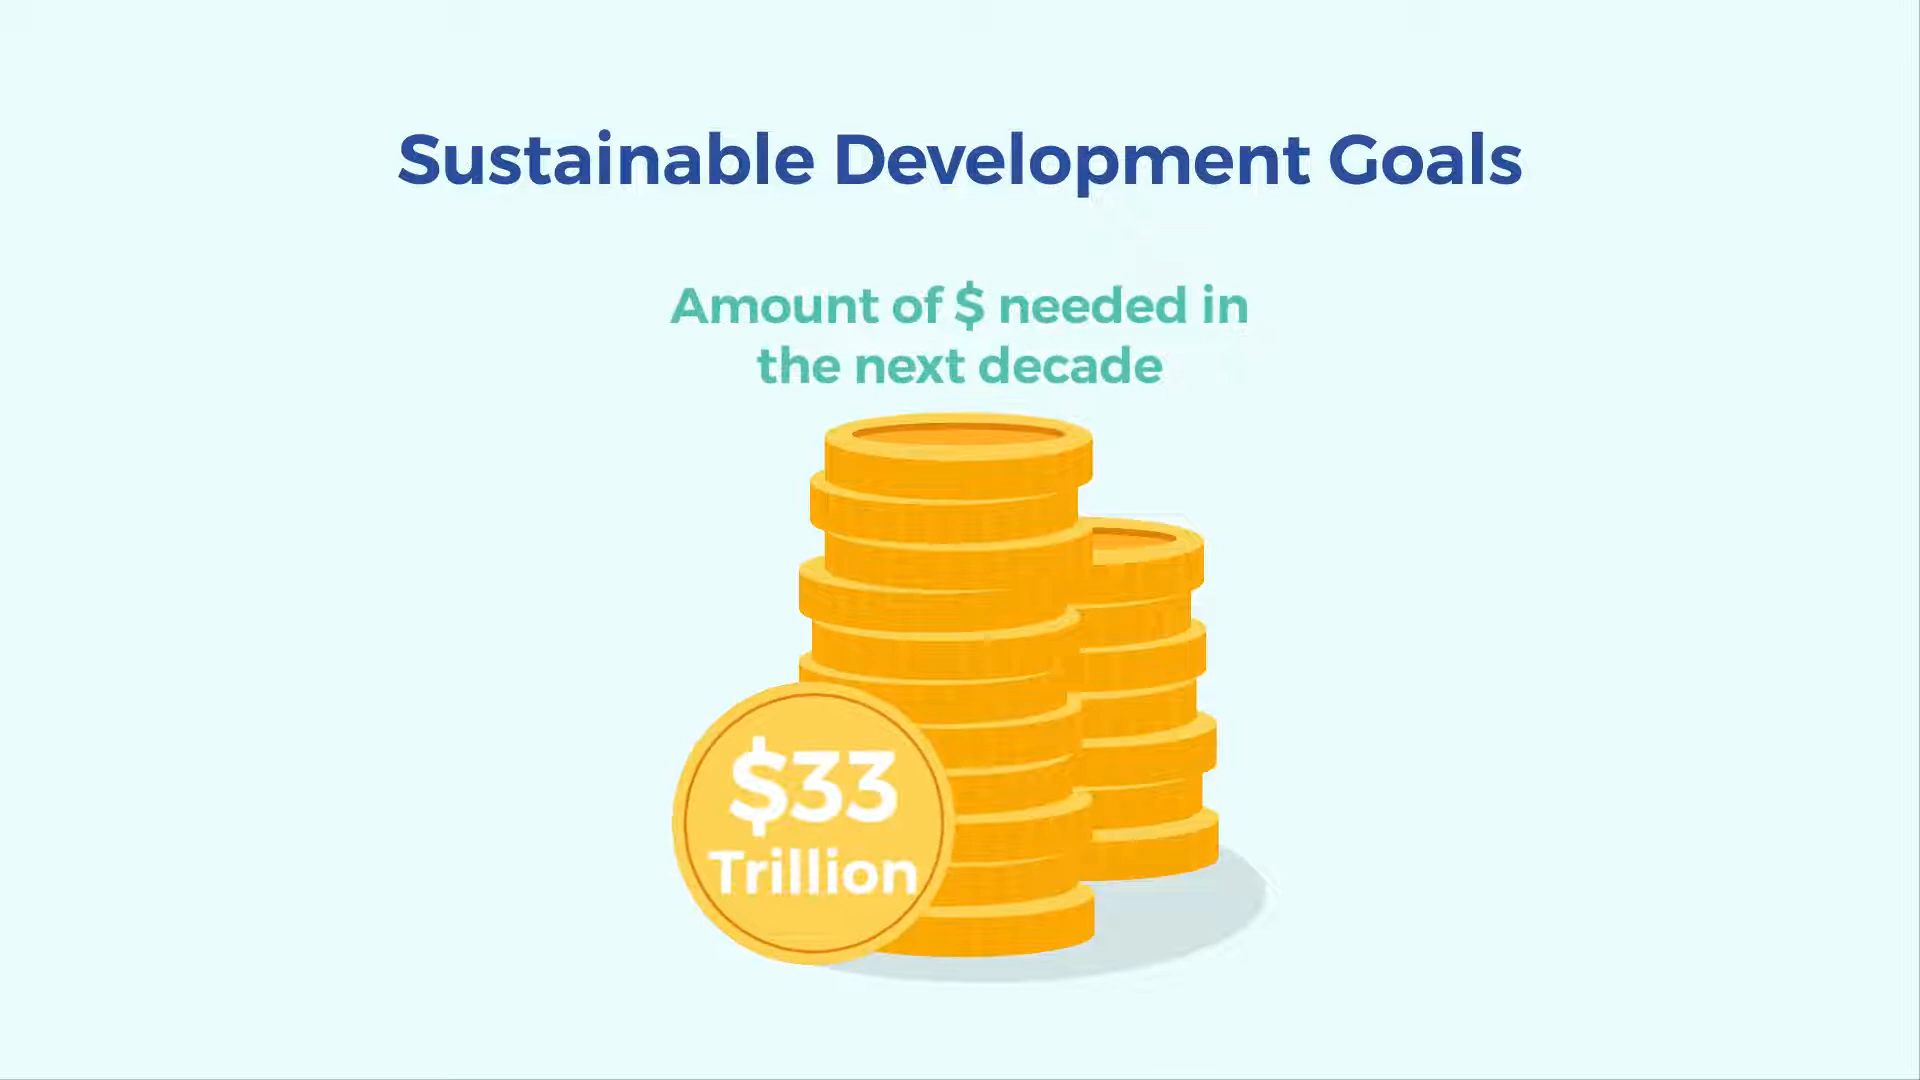 Sustainable Development Goals
Amount of $ needed in
the next decade
$33
Trillion